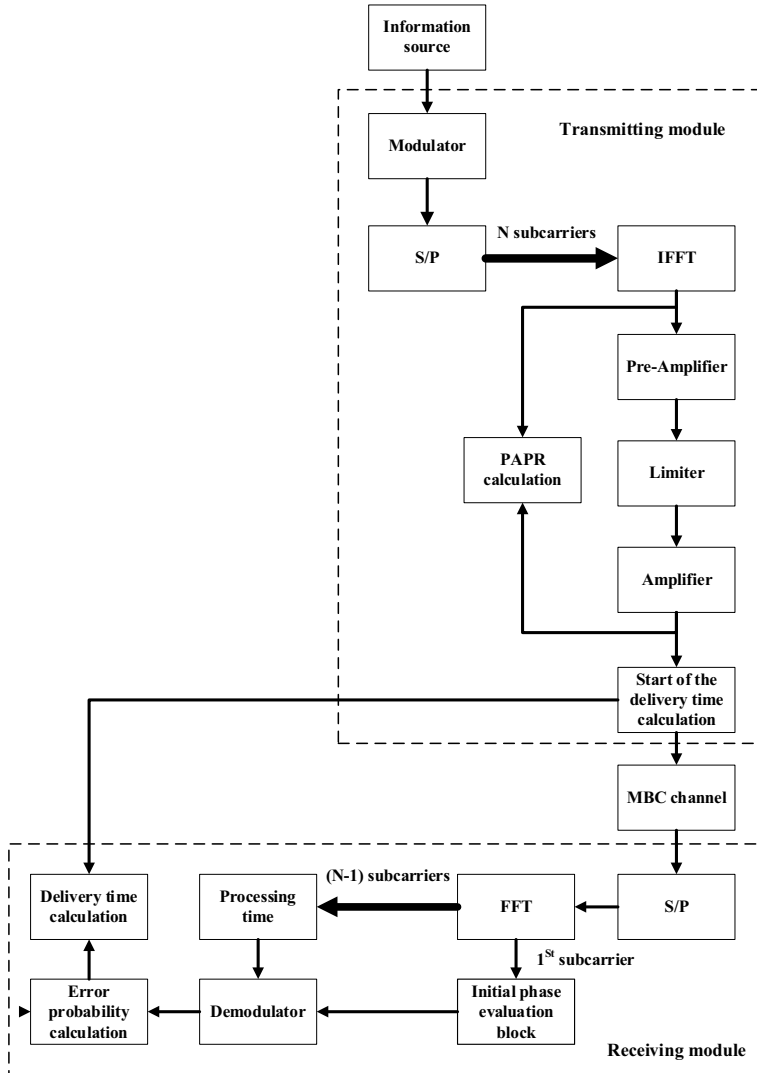 Information
source
Transmitting module
Modulator
N subcarriers
S/P
IFFT
Pre-Amplifier
PAPR
calculation
Limiter
Amplifier
Start of the
delivery time
calculation
MBC channel
(N-1) subcarriers
Delivery time
calculation
Processing
time
FFT
S/P
1St subcarrier
Error
probability
calculation
Demodulator
Initial phase
evaluation
block
Receiving module